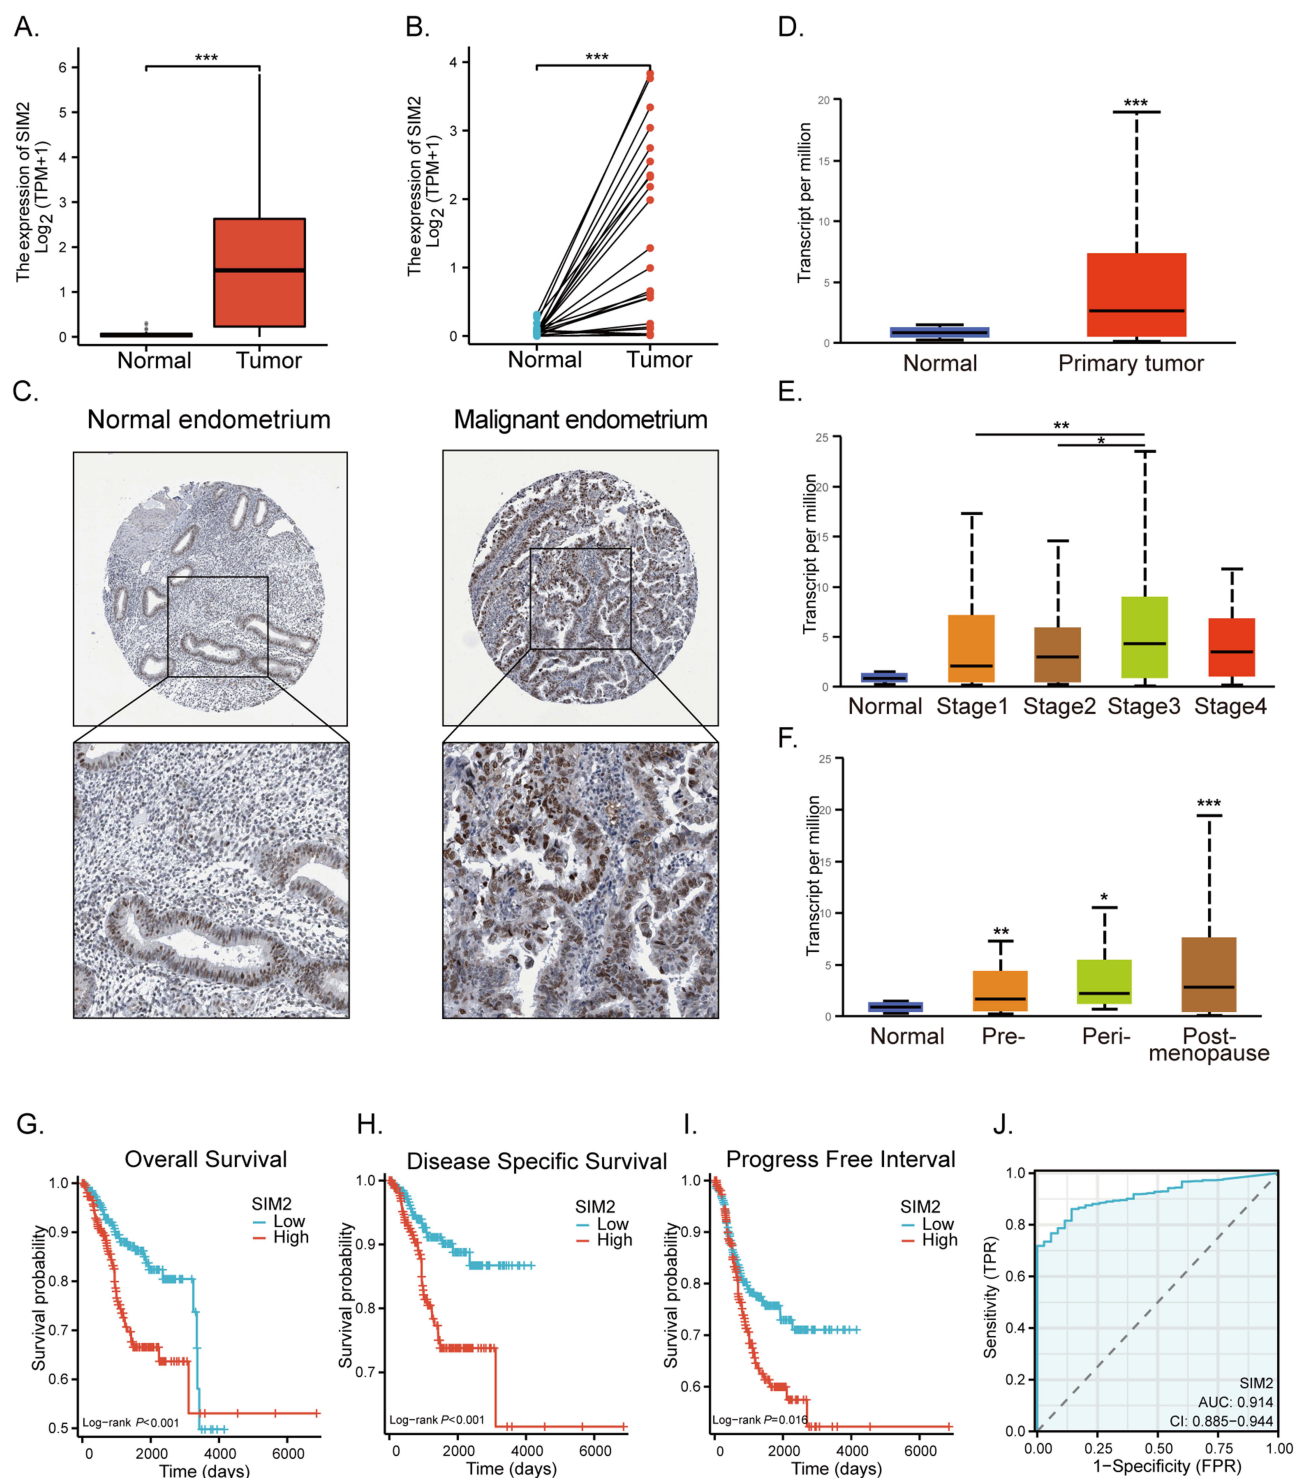 A.
The expression of SIM2
Log2 (TPM+1)
6
5
4
3
2
1
0
***
Normal
Tumor
B.
The expression of SIM2
Log2 (TPM+1)
4
3
2
1
0
***
Normal
Tumor
C.
Normal endometrium
Malignant endometrium
D.
Transcript per million
20
15
10
5
0
***
Normal
Primary tumor
E.
Transcript per million
25
20
15
10
5
0
**
*
Normal
Stage1
Stage2
Stage3
Stage4
F.
Transcript per million
25
20
15
10
5
0
**
*
***
Normal
Pre-
Peri-
Post-
menopause
G.
Overall Survival
Survival probability
1.0
0.9
0.8
0.7
0.6
0.5
SIM2
Low
High
Log-rank P<0.001
0
2000
4000
6000
Time (days)
H.
Disease Specific Survival
Survival probability
1.0
0.9
0.8
0.7
SIM2
Low
High
Log-rank P<0.001
0
2000
4000
6000
Time (days)
I.
Progress Free Interval
Survival probability
1.0
0.9
0.8
0.7
0.6
SIM2
Low
High
Log-rank P=0.016
0
2000
4000
6000
Time (days)
J.
Sensitivity (TPR)
1.0
0.8
0.6
0.4
0.2
0.0
SIM2
AUC: 0.914
CI: 0.885-0.944
0.00
0.25
0.50
0.75
1.00
1-Specificity (FPR)